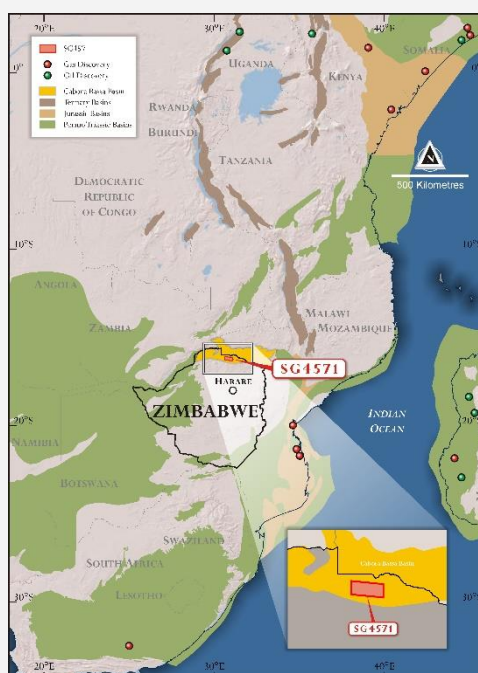 20°E
30°E
40°E
SG4571
Gas Discovery
Oil Discovery
Cabora Bassa Basin
Tertiary Basins
Jurassic Basins
Permo/Triassic Basins
SOMALIA
UGANDA
KENYA
0°
0°
RWANDA
BURUNDI
TANZANIA
N
500 Kilometres
DEMOCRATIC
REPUBLIC
OF CONGO
10°S
10°S
ANGOLA
MALAWI
ZAMBIA
MOZAMBIQUE
SG4571
HARARE
ZIMBABWE
INDIAN
OCEAN
20°S
20°S
NAMIBIA
BOTSWANA
SWAZILAND
Cabora Bassa Basin
SOUTH AFRICA
LESOTHO
SG4571
30°S
30°S
20°E
30°E
40°E